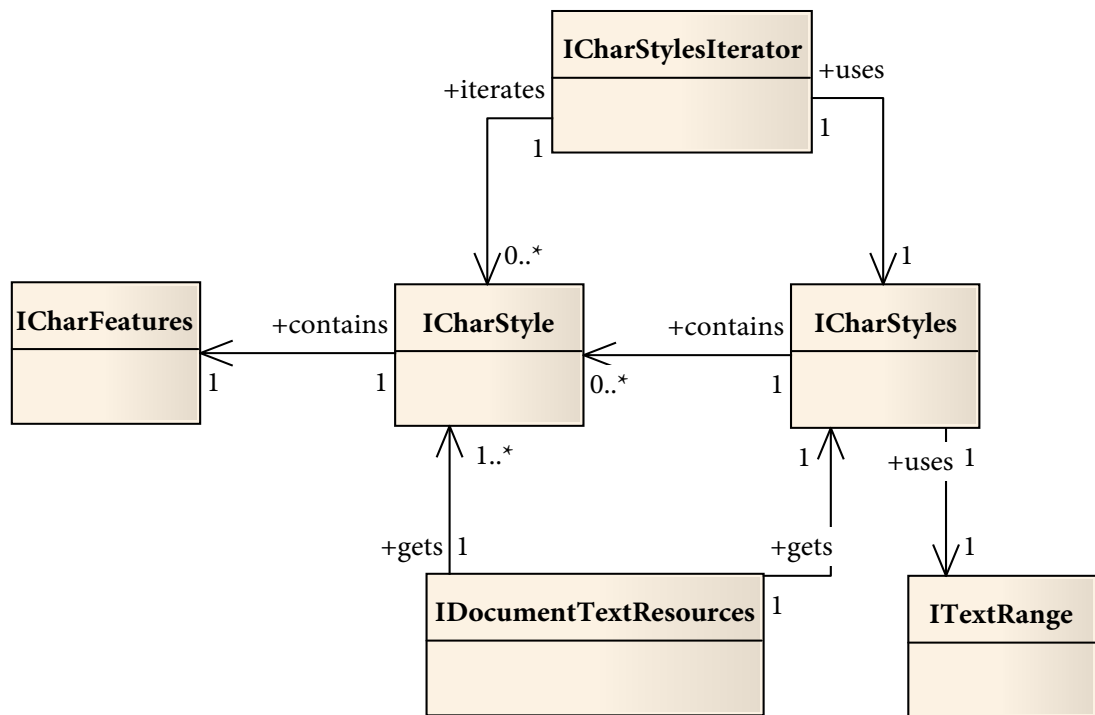 ICharStylesIterator
+iterates
+uses
1
1
0..*
1
ICharFeatures
+contains
ICharStyle
+contains
ICharStyles
1
1
0..*
1
1..*
1
+uses
1
+gets
1
+gets
1
1
IDocumentTextResources
ITextRange